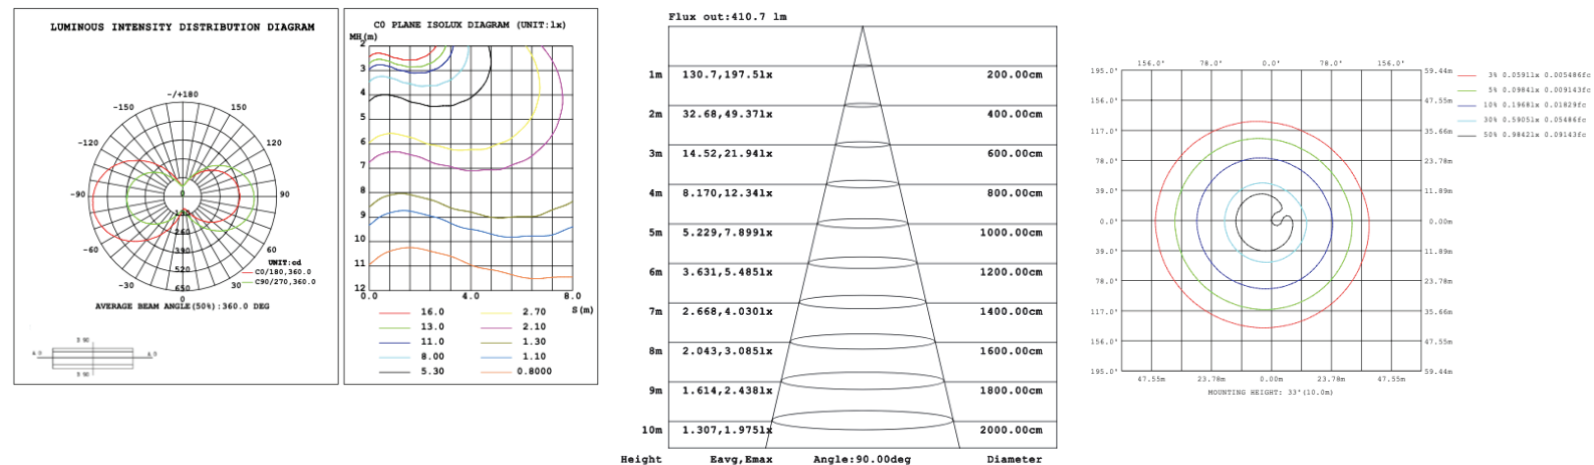 LUMINOUS INTENSITY DISTRIBUTION DIAGRAM
-/+180
-150 150
-120 120
-90 0 90
130
260
-60 390 60
520
-30 650 30
0
UNIT:cd
C0/180,360.0
C90/270,360.0
AVERAGE BEAM ANGLE(50%):360.0 DEG
C0 PLANE ISOLUX DIAGRAM (UNIT:lx)
MH(m)
2
3
4
5
6
7
8
9
10
11
12
0.0 4.0 8.0
S(m)
16.0 2.70
13.0 2.10
11.0 1.30
8.00 1.10
5.30 0.8000
Flux out:410.7 lm
1m 130.7,197.5lx 200.00cm
2m 32.68,49.37lx 400.00cm
3m 14.52,21.94lx 600.00cm
4m 8.170,12.34lx 800.00cm
5m 5.229,7.899lx 1000.00cm
6m 3.631,5.485lx 1200.00cm
7m 2.668,4.030lx 1400.00cm
8m 2.043,3.085lx 1600.00cm
9m 1.614,2.438lx 1800.00cm
10m 1.307,1.975lx 2000.00cm
Height Eavg,Emax Angle:90.00deg Diameter
156.0° 78.0° 0.0° 78.0° 156.0°
195.0° 59.44m
156.0° 47.55m
117.0° 35.66m
78.0° 23.78m
39.0° 11.89m
0.0° 0.00m
39.0° 11.89m
78.0° 23.78m
117.0° 35.66m
156.0° 47.55m
195.0° 59.44m
47.55m 23.78m 0.00m 23.78m 47.55m
MOUNTING HEIGHT: 33"(10.0m)
3% 0.0591lx 0.005486fc
5% 0.0984lx 0.009143fc
10% 0.1968lx 0.01829fc
30% 0.5905lx 0.05486fc
50% 0.9842lx 0.09143fc